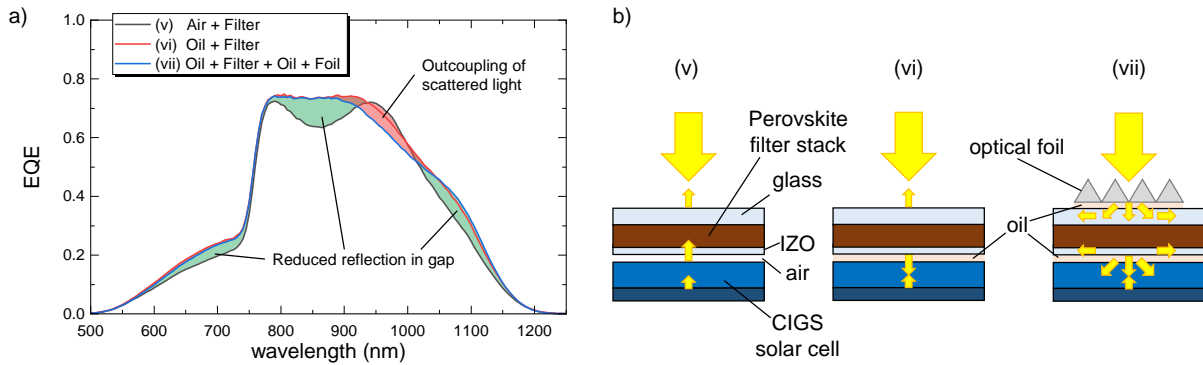 a)
1.0
0.8
0.6
0.4
0.2
0.0
EQE
500
600
700
800
900
1000
1100
1200
wavelength (nm)
(v) Air + Filter
(vi) Oil + Filter
(vii) Oil + Filter + Oil + Foil
Outcoupling of
scattered light
Reduced reflection in gap
b)
(v)
(vi)
(vii)
Perovskite
filter stack
glass
IZO
air
CIGS
solar cell
optical foil
oil